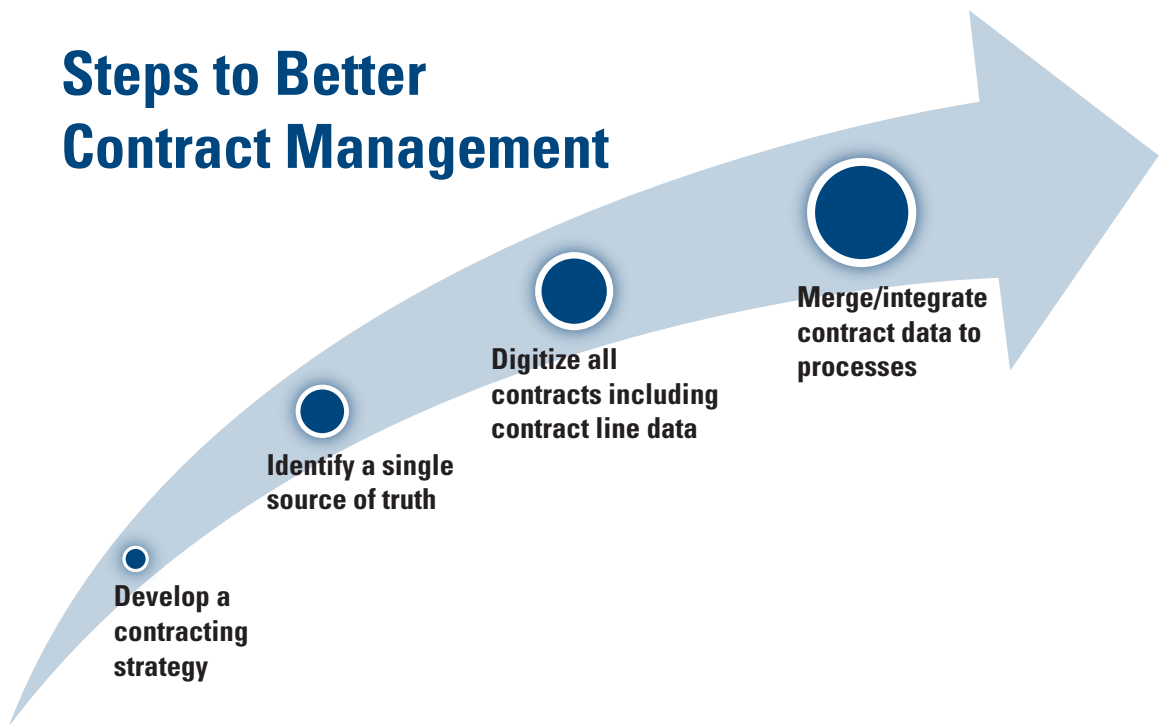 Steps to Better
Contract Management
Develop a
contracting
strategy
Identify a single
source of truth
Digitize all
contracts including
contract line data
Merge/integrate
contract data to
processes